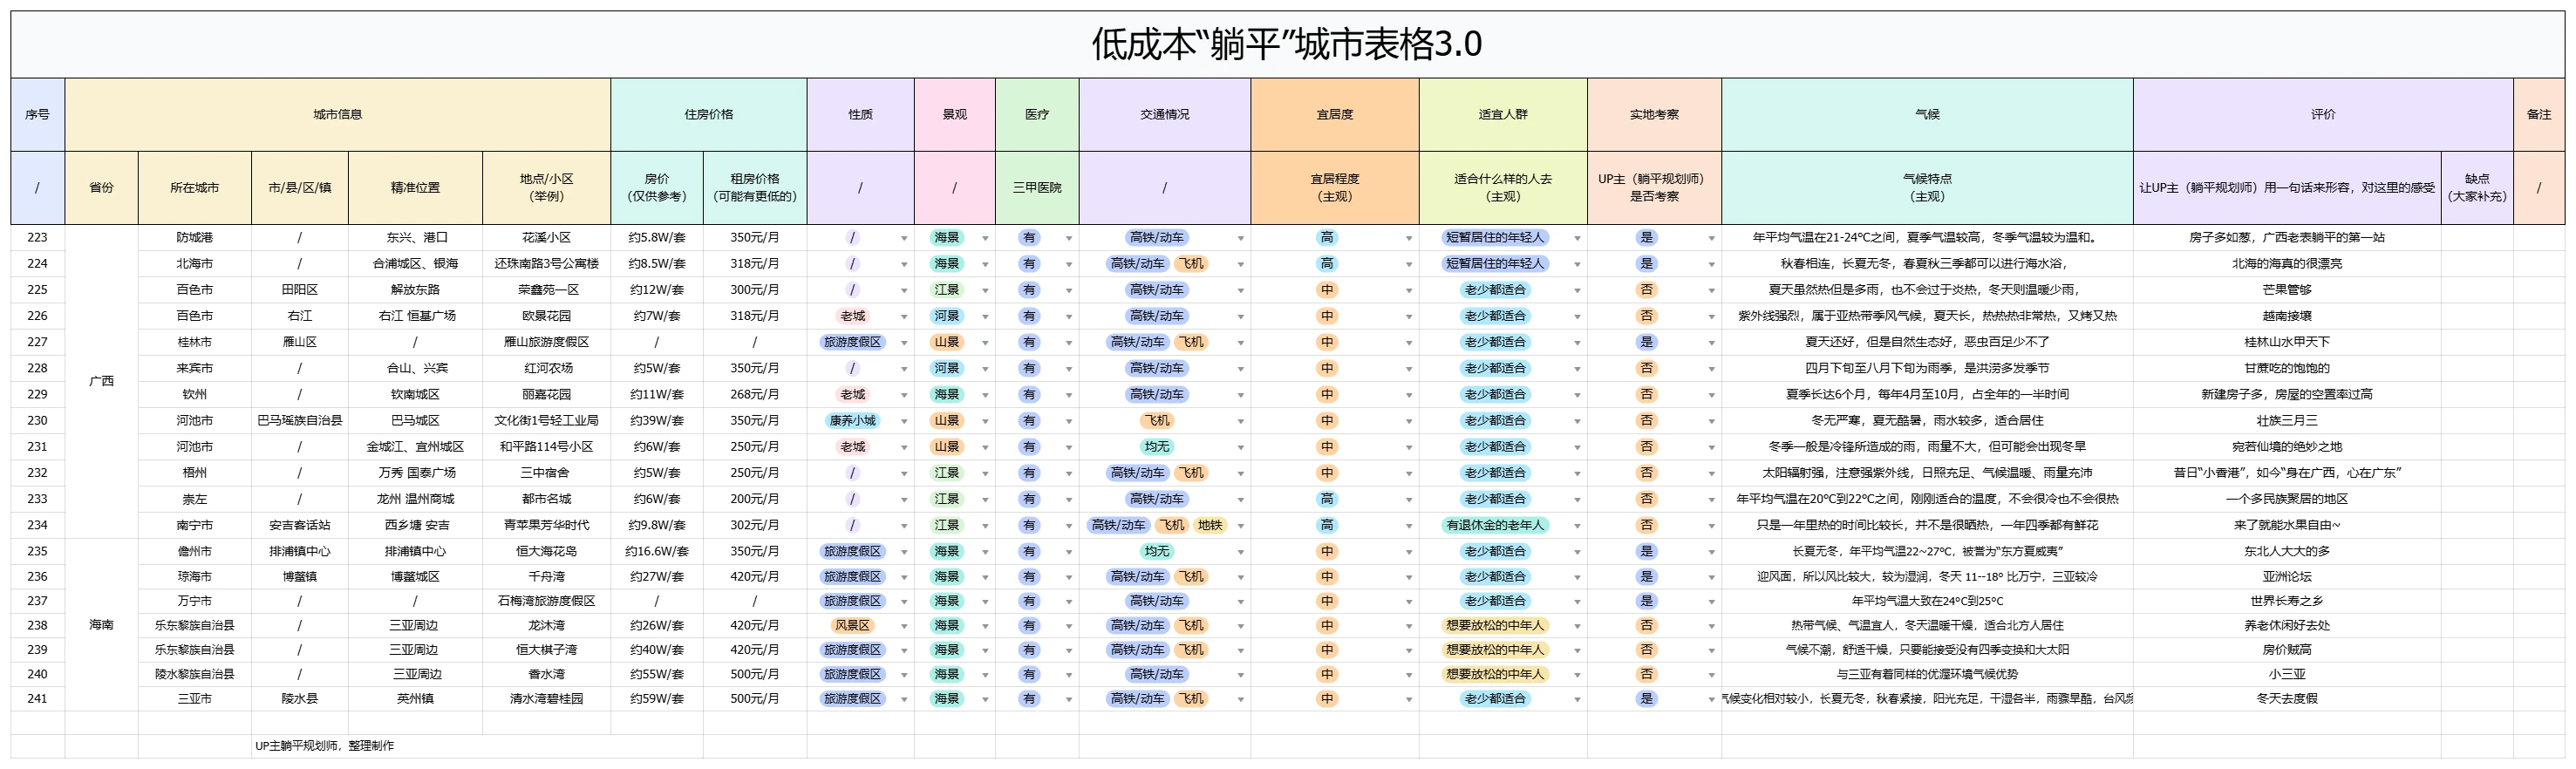 低成本“躺平”城市表格3.0
序号 城市信息 住房价格 性质 景观 医疗 交通情况 宜居度 适宜人群 实地考察 气候 评价 备注
/ 省份 所在城市 市/县/区/镇 精准位置 地点/小区（举例） 房价（仅供参考） 租房价格（可能有更低的） / / 三甲医院 / 宜居程度（主观） 适合什么样的人去（主观） UP主（躺平规划师）是否考察 气候特点（主观） 让UP主（躺平规划师）用一句话来形容，对这里的感受 缺点（大家补充） /
223 防城港 / 东兴、港口 花溪小区 约5.8W/套 350元/月 / 海景 有 高铁/动车 高 短暂居住的年轻人 是 年平均气温在21-24°C之间，夏季气温较高，冬季气温较为温和。 房子多如葱，广西老表躺平的第一站
224 北海市 / 合浦城区、银海 还珠南路3号公寓楼 约8.5W/套 318元/月 / 海景 有 高铁/动车 飞机 高 短暂居住的年轻人 是 秋春相连，长夏无冬，春夏秋三季都可以进行海水浴， 北海的海真的很漂亮
225 百色市 田阳区 解放东路 荣鑫苑一区 约12W/套 300元/月 / 江景 有 高铁/动车 中 老少都适合 否 夏天虽然热但是多雨，也不会过于炎热，冬天则温暖少雨， 芒果管够
226 百色市 右江 右江 恒基广场 欧景花园 约7W/套 318元/月 老城 河景 有 高铁/动车 中 老少都适合 否 紫外线强烈，属于亚热带季风气候，夏天长，热热热非常热，又烤又热 越南接壤
227 桂林市 雁山区 / 雁山旅游度假区 / / 旅游度假区 山景 有 高铁/动车 飞机 中 老少都适合 是 夏天还好，但是自然生态好，恶虫百足少不了 桂林山水甲天下
228 广西 来宾市 / 合山、兴宾 红河农场 约5W/套 350元/月 / 河景 有 高铁/动车 中 老少都适合 否 四月下旬至八月下旬为雨季，是洪涝多发季节 甘蔗吃的饱饱的
229 钦州 / 钦南城区 丽嘉花园 约11W/套 268元/月 老城 海景 有 高铁/动车 中 老少都适合 否 夏季长达6个月，每年4月至10月，占全年的一半时间 新建房子多，房屋的空置率过高
230 河池市 巴马瑶族自治县 巴马城区 文化街1号轻工业局 约39W/套 350元/月 康养小城 山景 有 飞机 中 老少都适合 否 冬无严寒，夏无酷暑，雨水较多，适合居住 壮族三月三
231 河池市 / 金城江、宜州城区 和平路114号小区 约6W/套 250元/月 老城 山景 有 均无 中 老少都适合 否 冬季一般是冷锋所造成的雨，雨量不大，但可能会出现冬旱 宛若仙境的绝妙之地
232 梧州 / 万秀 国泰广场 三中宿舍 约5W/套 250元/月 / 江景 有 高铁/动车 飞机 中 老少都适合 否 太阳辐射强，注意强紫外线，日照充足、气候温暖、雨量充沛 昔日“小香港”，如今“身在广西，心在广东”
233 崇左 / 龙州 温州商城 都市名城 约6W/套 200元/月 / 江景 有 高铁/动车 高 老少都适合 否 年平均气温在20°C到22°C之间，刚刚适合的温度，不会很冷也不会很热 一个多民族聚居的地区
234 南宁市 安吉客话站 西乡塘 安吉 青苹果芳华时代 约9.8W/套 302元/月 / 江景 有 高铁/动车 飞机 地铁 高 有退休金的老年人 否 只是一年里热的时间比较长，并不是很晒热，一年四季都有鲜花 来了就能水果自由~
235 儋州市 排浦镇中心 排浦镇中心 恒大海花岛 约16.6W/套 350元/月 旅游度假区 海景 有 均无 中 老少都适合 是 长夏无冬，年平均气温22~27°C，被誉为“东方夏威夷” 东北人大大的多
236 琼海市 博鳌镇 博鳌城区 千舟湾 约27W/套 420元/月 旅游度假区 海景 有 高铁/动车 飞机 中 老少都适合 是 迎风面，所以风比较大，较为湿润，冬天 11--18° 比万宁，三亚较冷 亚洲论坛
237 万宁市 / / 石梅湾旅游度假区 / / 旅游度假区 海景 有 高铁/动车 中 老少都适合 是 年平均气温大致在24°C到25°C 世界长寿之乡
238 海南 乐东黎族自治县 / 三亚周边 龙沐湾 约26W/套 420元/月 风景区 海景 有 高铁/动车 飞机 中 想要放松的中年人 否 热带气候、气温宜人，冬天温暖干燥，适合北方人居住 养老休闲好去处
239 乐东黎族自治县 / 三亚周边 恒大棋子湾 约40W/套 420元/月 旅游度假区 海景 有 高铁/动车 飞机 中 想要放松的中年人 否 气候不潮，舒适干燥，只要能接受没有四季变换和大太阳 房价贼高
240 陵水黎族自治县 / 三亚周边 香水湾 约55W/套 500元/月 旅游度假区 海景 有 高铁/动车 中 想要放松的中年人 否 与三亚有着同样的优渥环境气候优势 小三亚
241 三亚市 陵水县 英州镇 清水湾碧桂园 约59W/套 500元/月 旅游度假区 海景 有 高铁/动车 飞机 中 老少都适合 是 气候变化相对较小，长夏无冬，秋春紧接，阳光充足，干湿各半，雨骤旱酷，台风频 冬天去度假
UP主躺平规划师，整理制作